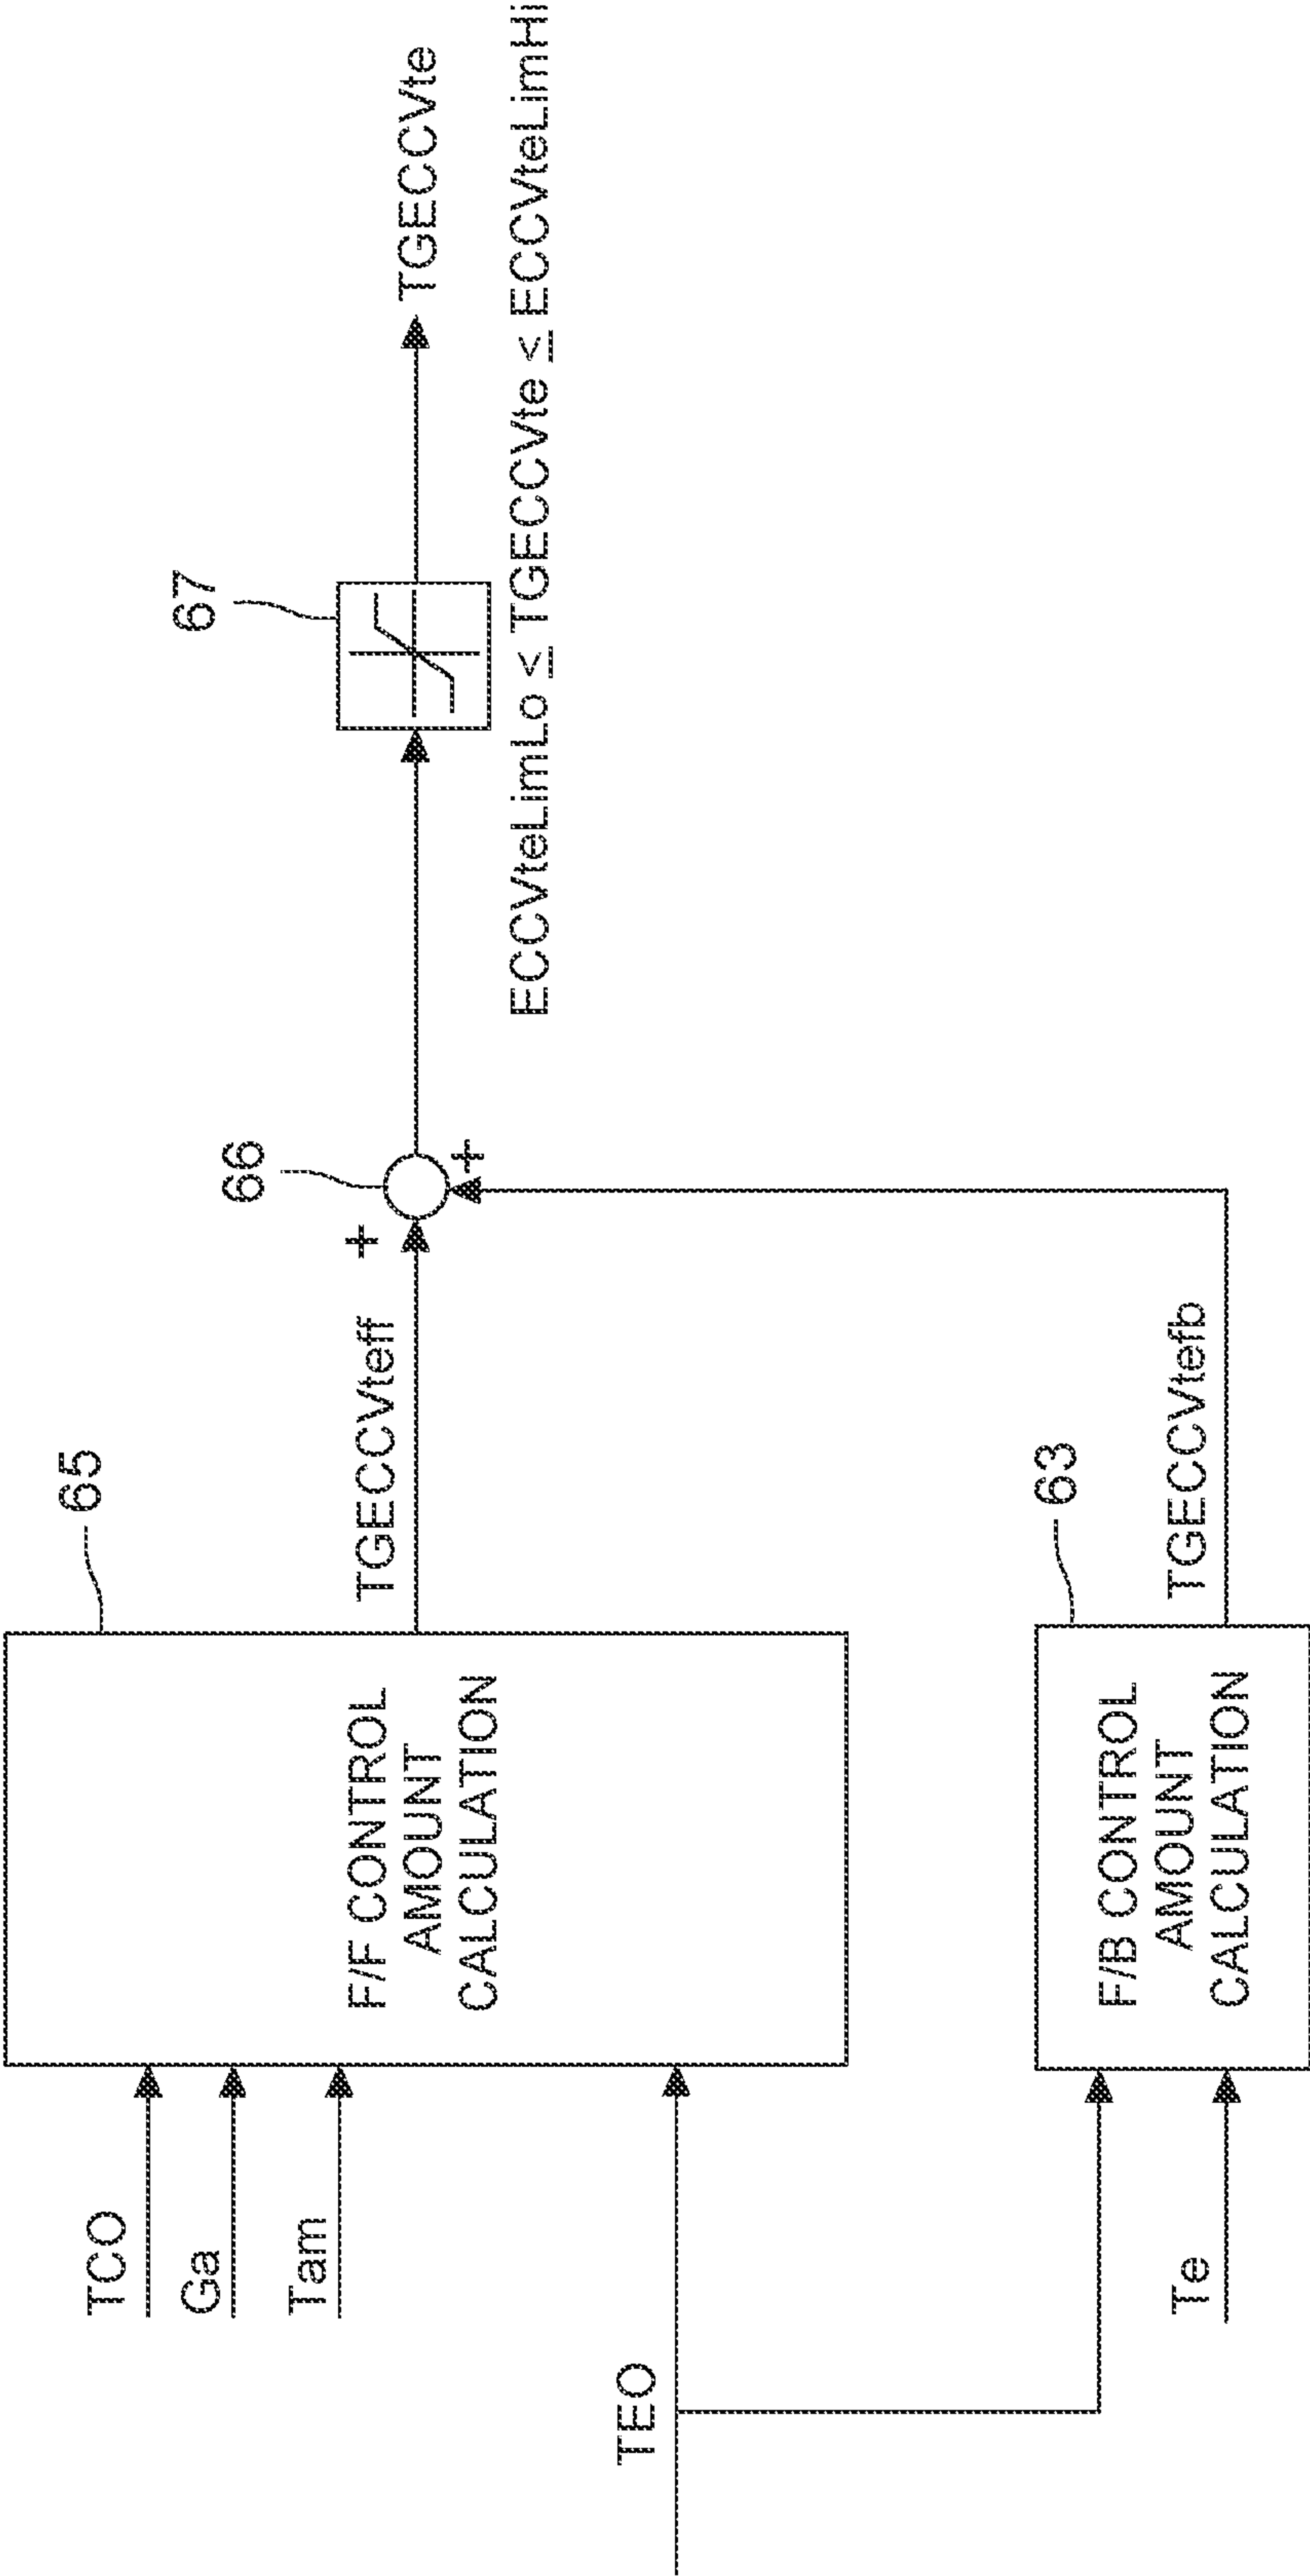 TCO
Ga
Tam
TEO
Te
65
F/F CONTROL
AMOUNT
CALCULATION
63
F/B CONTROL
AMOUNT
CALCULATION
TGECCVteff
TGECCVtefb
66
+
+
67
TGECCVte
ECCVteLimLo ≤ TGECCVte ≤ ECCVteLimHi